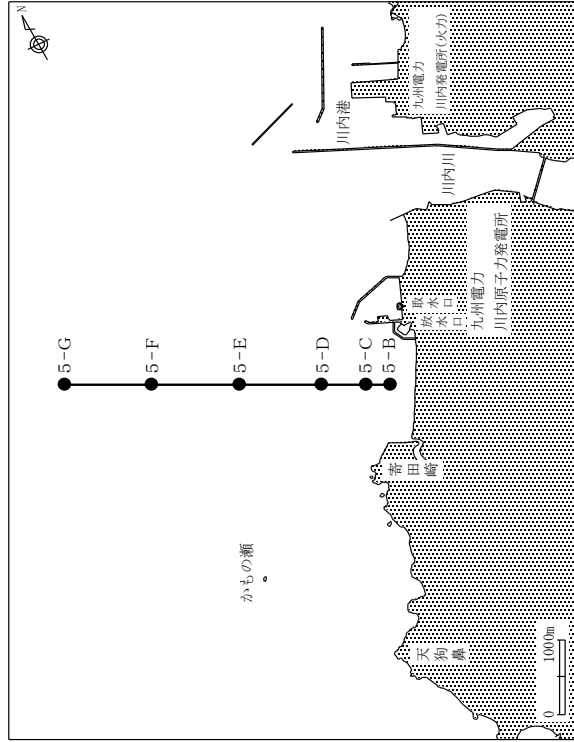 N
九州電力
川内発電所(火力)
川内港
川内川
九州電力
川内原子力発電所
取水口
放水口
5-G
5-F
5-E
5-D
5-C
5-B
寄田崎
かもの瀬
天狗鼻
0 1000m